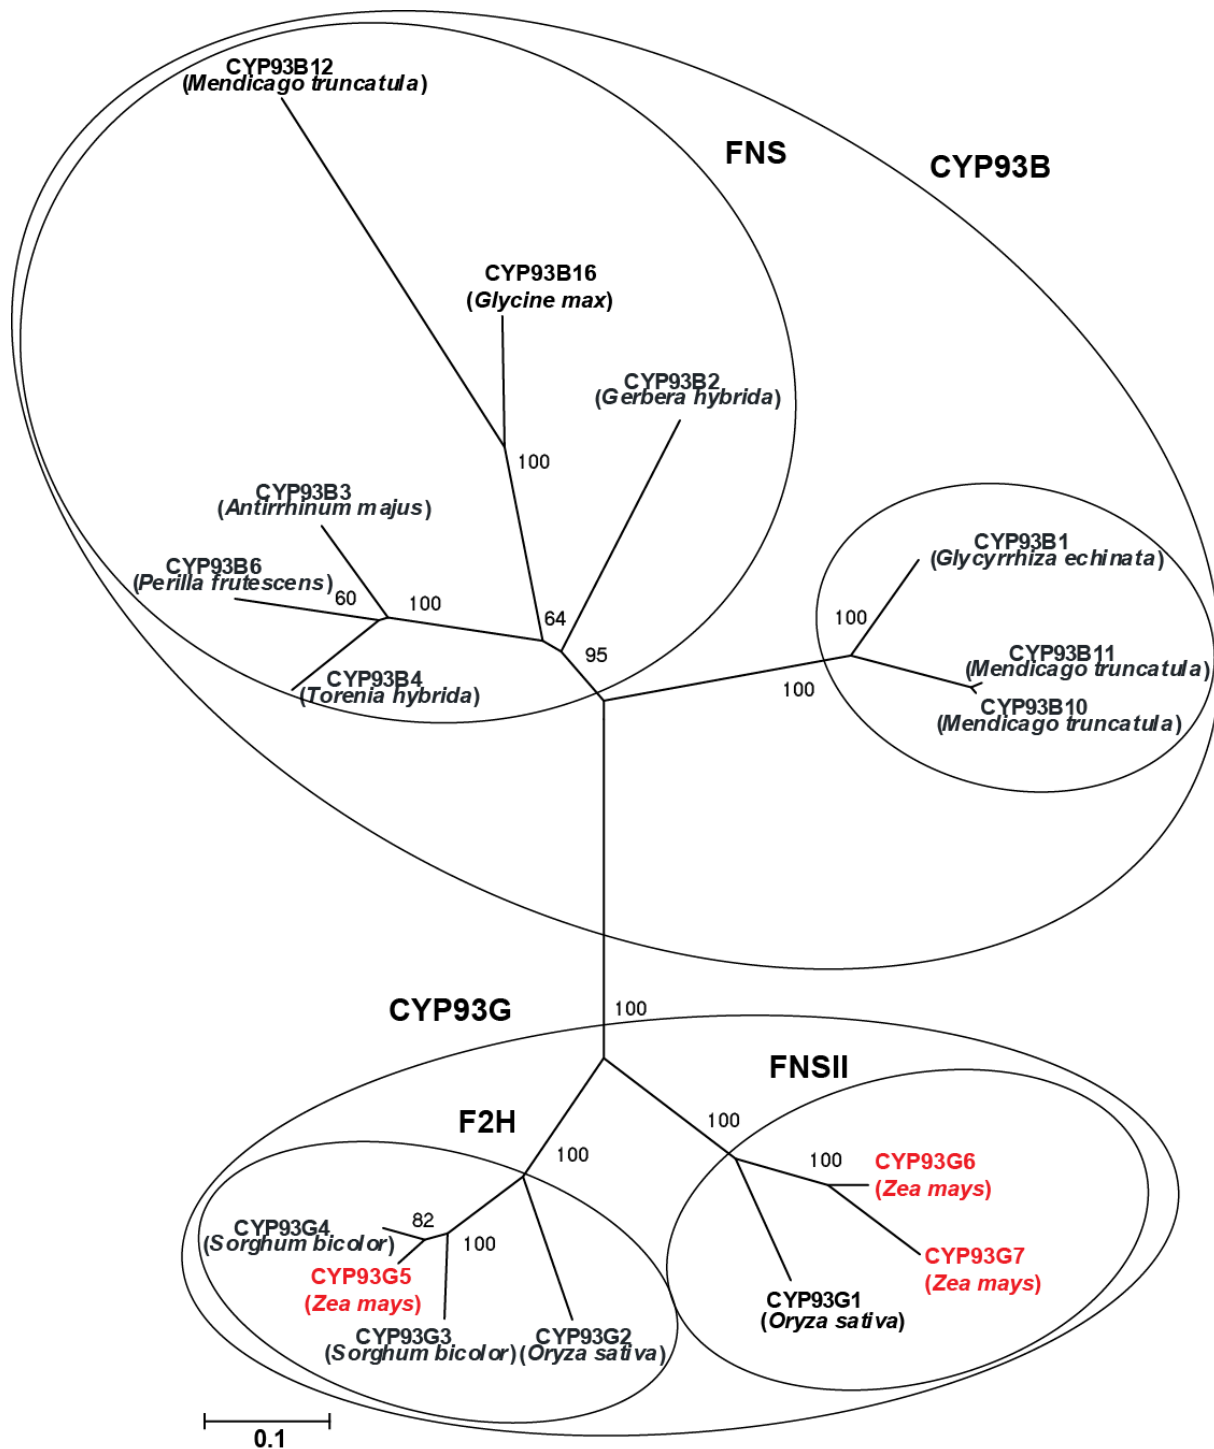 CYP93B12
(Mendicago truncatula)
FNS
CYP93B
CYP93B16
(Glycine max)
CYP93B2
(Gerbera hybrida)
100
CYP93B3
(Antirrhinum majus)
CYP93B6
(Perilla frutescens)
60
100
64
95
CYP93B4
(Torenia hybrida)
CYP93B1
(Glycyrrhiza echinata)
100
CYP93B11
(Mendicago truncatula)
100
CYP93B10
(Mendicago truncatula)
CYP93G
100
FNSII
F2H
100
100
100
CYP93G6
(Zea mays)
CYP93G4
(Sorghum bicolor)
82
100
CYP93G5
(Zea mays)
CYP93G7
(Zea mays)
CYP93G1
(Oryza sativa)
CYP93G3
(Sorghum bicolor)
CYP93G2
(Oryza sativa)
0.1